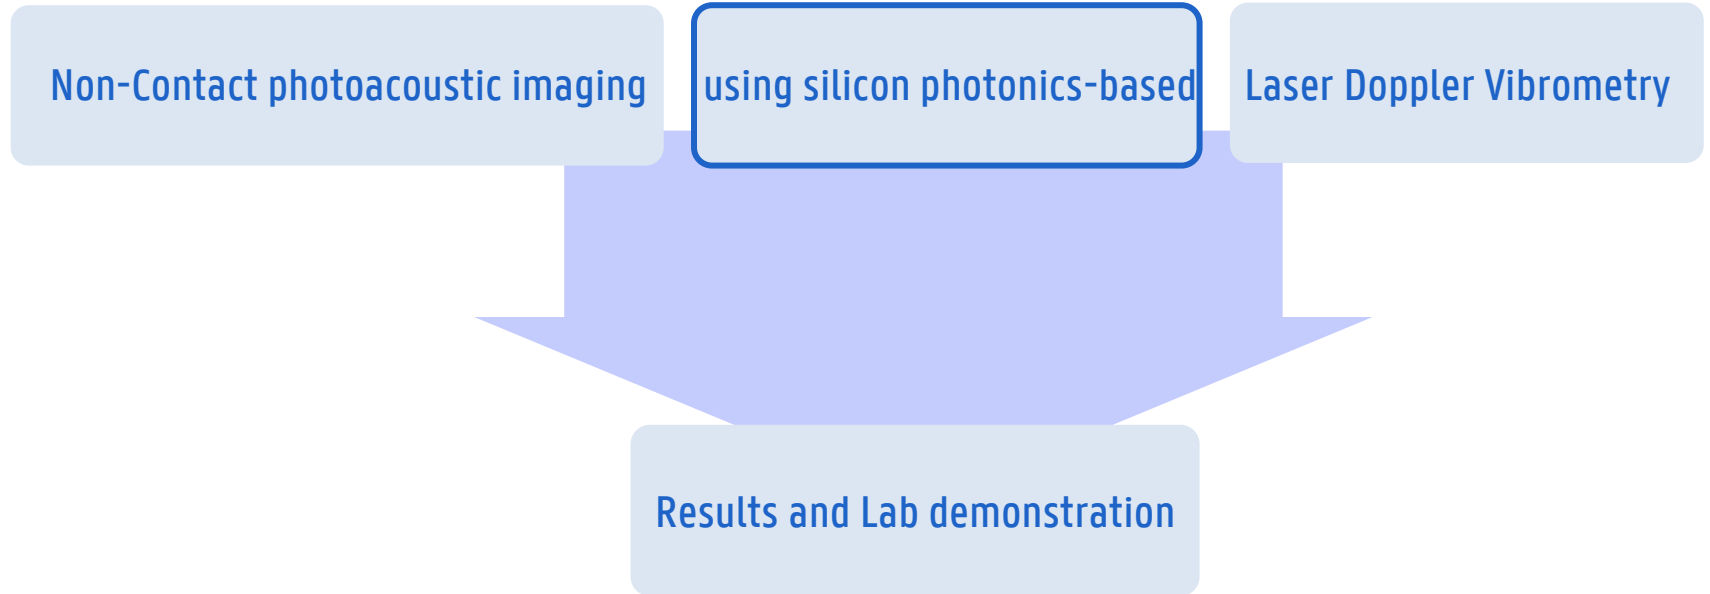 Non-Contact photoacoustic imaging
using silicon photonics-based
Laser Doppler Vibrometry
Results and Lab demonstration